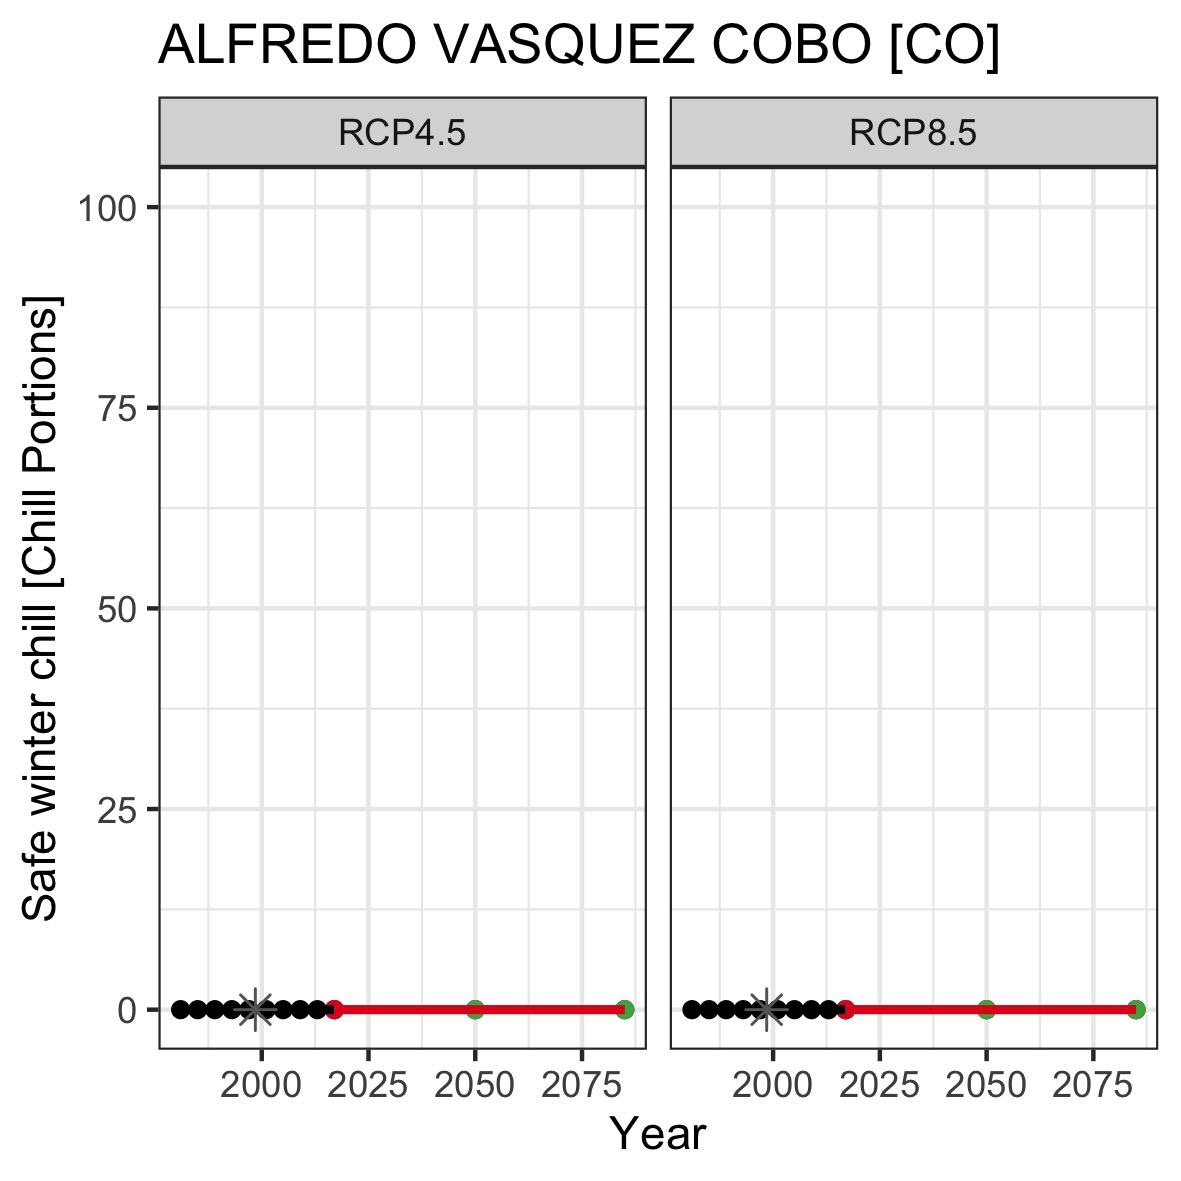 ALFREDO VASQUEZ COBO [CO]
RCP4.5
RCP8.5
Safe winter chill [Chill Portions]
100
75
50
25
0
2000 2025 2050 2075
2000 2025 2050 2075
Year